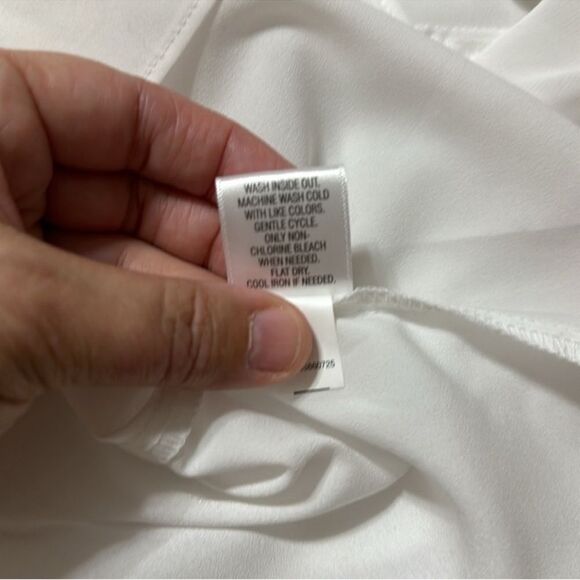 WASH INSIDE OUT.
MACHINE WASH COLD
WITH LIKE COLORS.
GENTLE CYCLE.
ONLY NON-
CHLORINE BLEACH
WHEN NEEDED.
FLAT DRY.
COOL IRON IF NEEDED.